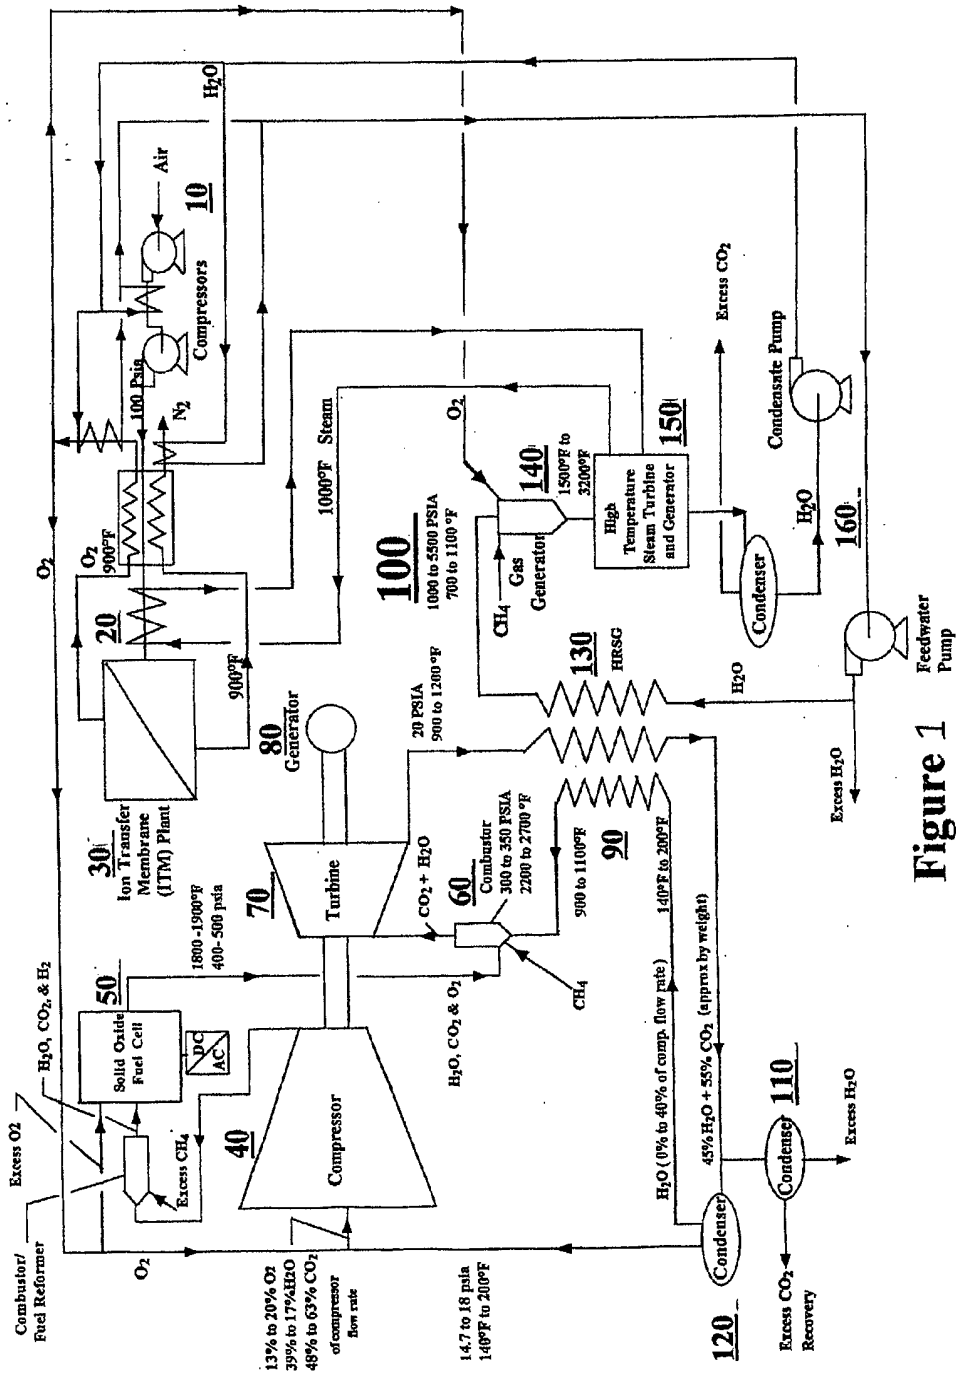 O2
O2
900°F
H2O
Air
10
Compressors
100 Psia
N2
20
900°F
1000°F Steam
O2
Excess CO2
1500°F to
3200°F
140
150
High
Temperature
Steam Turbine
and Generator
Condenser
Condensate Pump
H2O
160
100
1000 to 5500 PSIA
700 to 1100 °F
CH4
Gas
Generator
130
HRSG
H2O
Feedwater
Pump
Excess H2O
30
Ion Transfer
Membrane
(ITM) Plant
80
Generator
20 PSIA
900 to 1200°F
70
Turbine
CO2 + H2O
60
Combustor
300 to 350 PSIA
2200 to 2700 °F
CH4
H2O, CO2 & O2
90
900 to 1100°F
140°F to 200°F
1800-1900°F
400-500 psia
50
Solid Oxide
Fuel Cell
DC
AC
H2O, CO2, & H2
Excess O2
Combustor/
Fuel Reformer
Excess CH4
O2
40
Compressor
13% to 20% O2
39% to 17%H2O
48% to 63% CO2
of compressor
flow rate
14.7 to 18 psia
140°F to 200°F
H2O ( 0% to 40% of comp. flow rate )
45% H2O + 55% CO2 (approx by weight)
120
Condenser
110
Condenser
Excess H2O
Excess CO2
Recovery
Figure 1